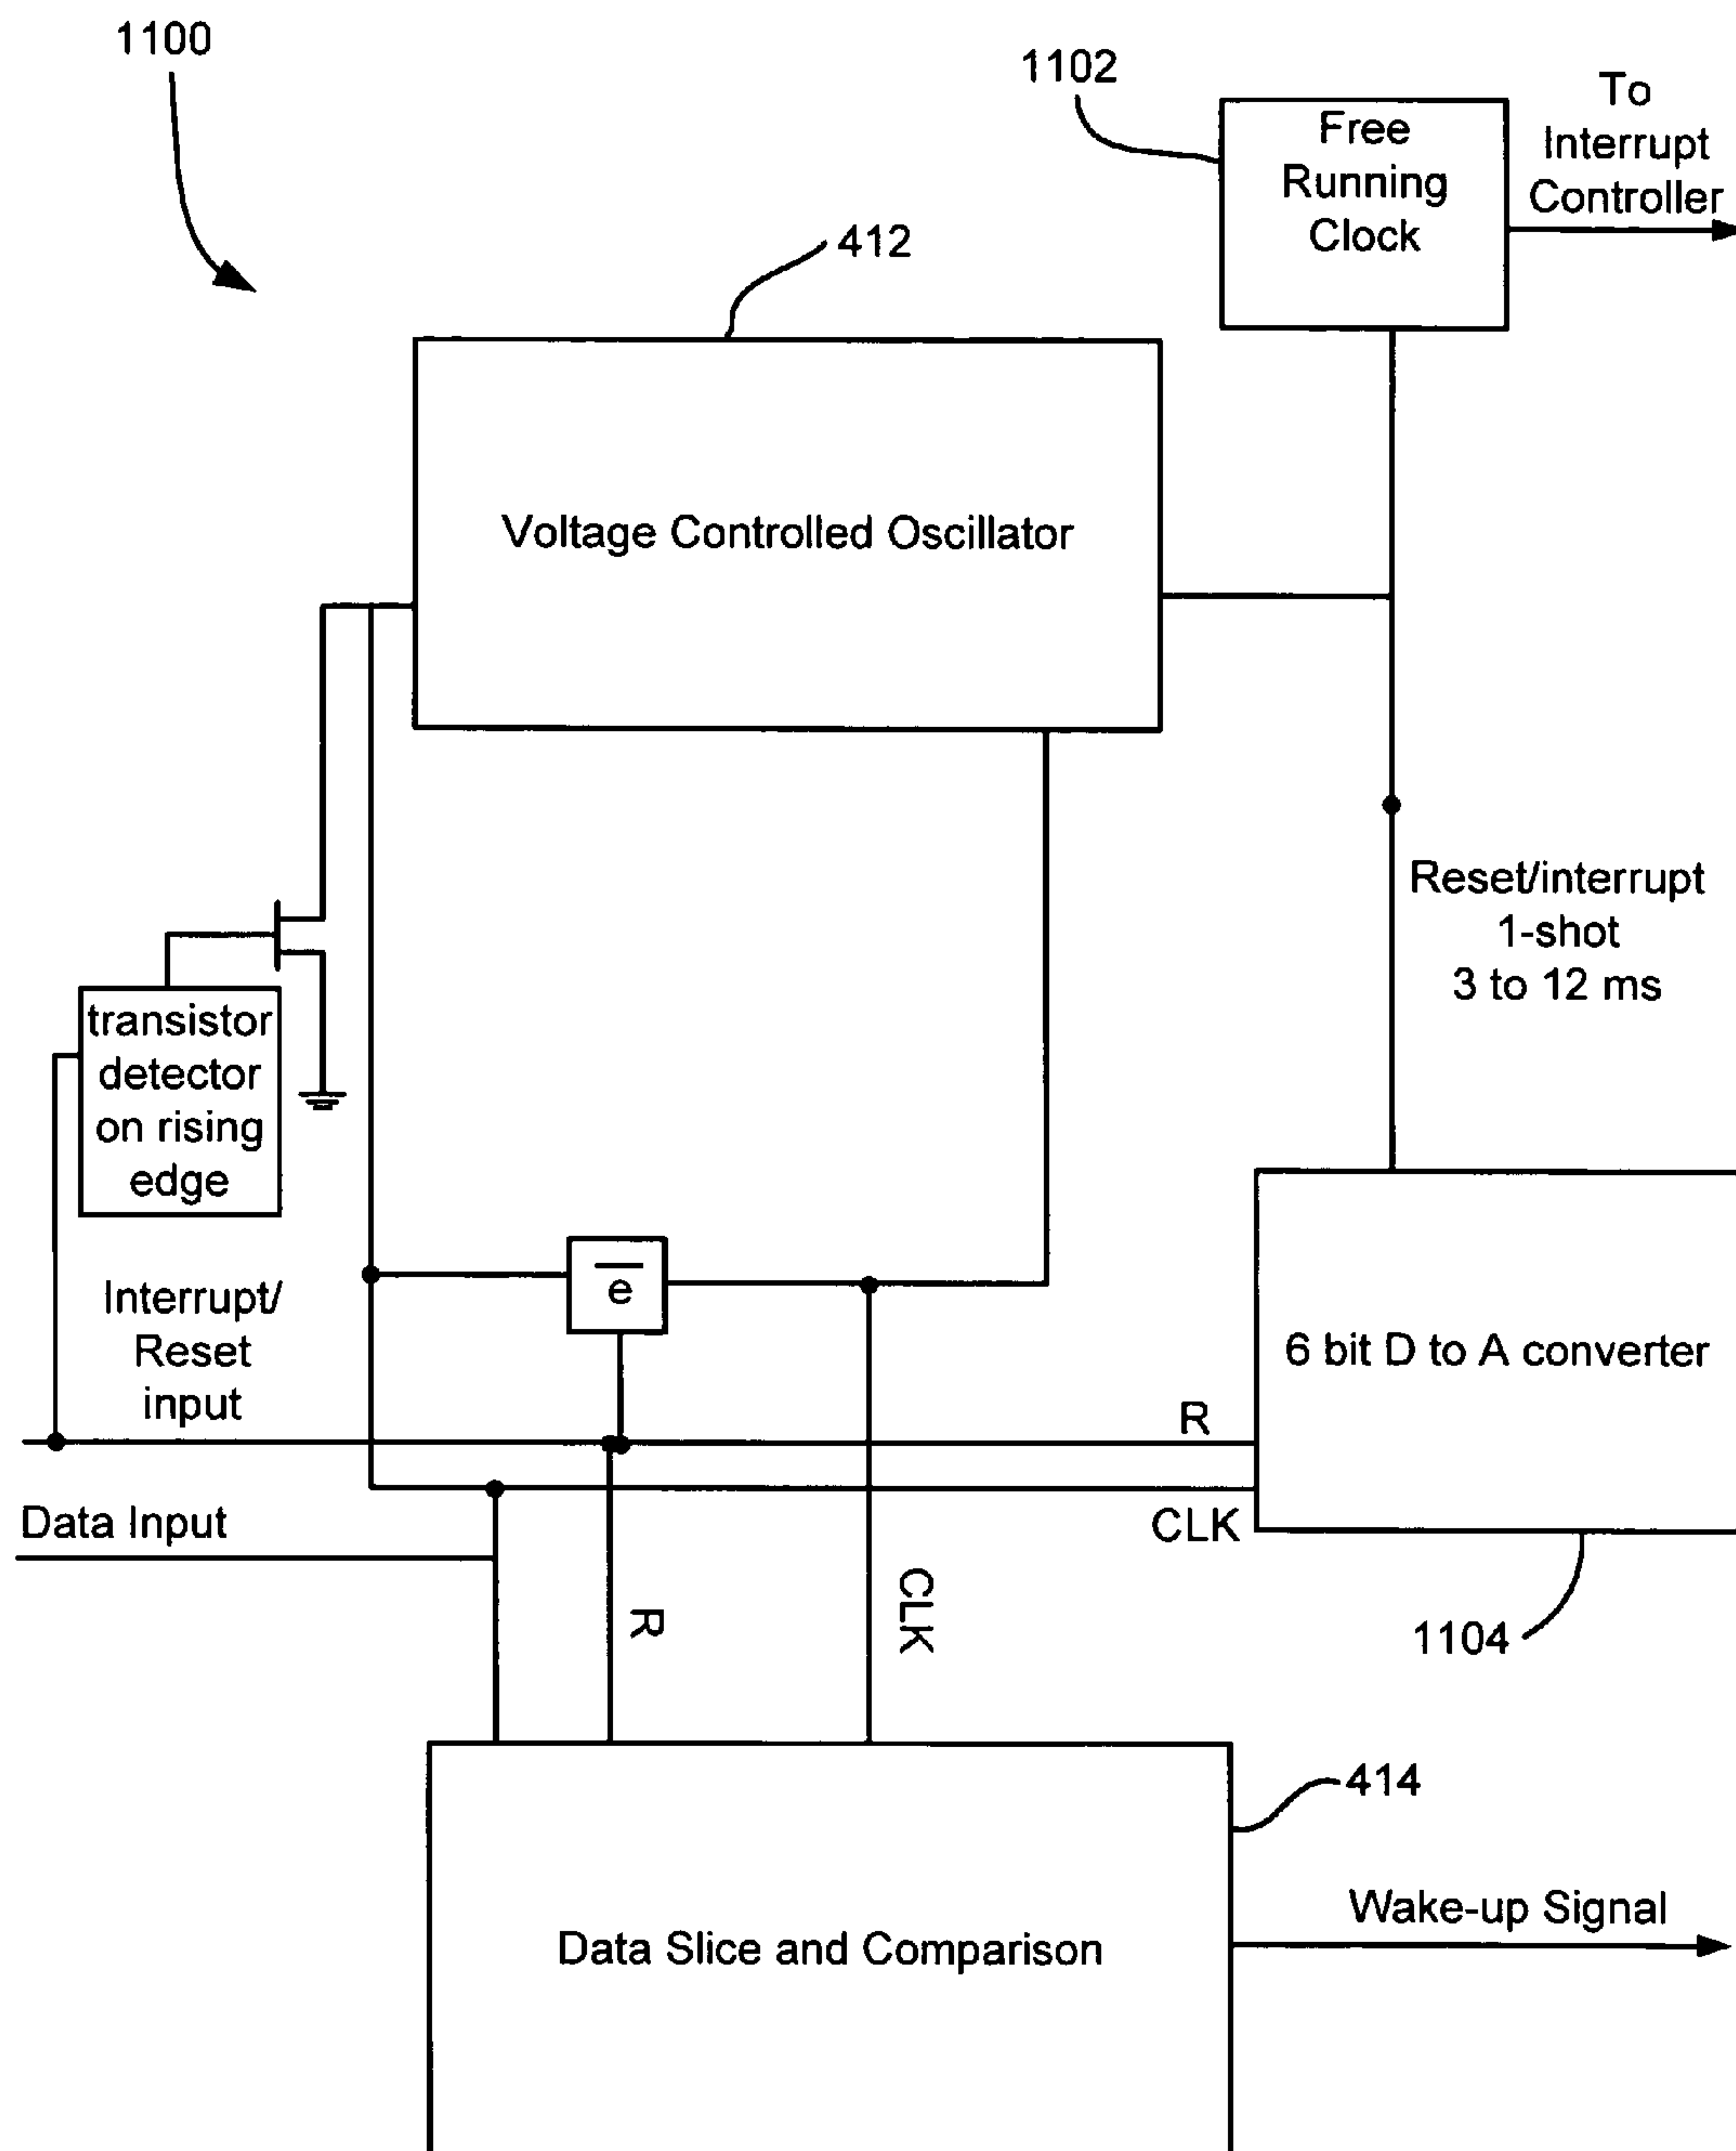 1100
1102
To
Interrupt
Controller
Free
Running
Clock
412
Voltage Controlled Oscillator
Reset/interrupt
1-shot
3 to 12 ms
transistor
detector
on rising
edge
e
Interrupt/
Reset
input
6 bit D to A converter
R
Data Input
CLK
R
CLK
1104
414
Wake-up Signal
Data Slice and Comparison